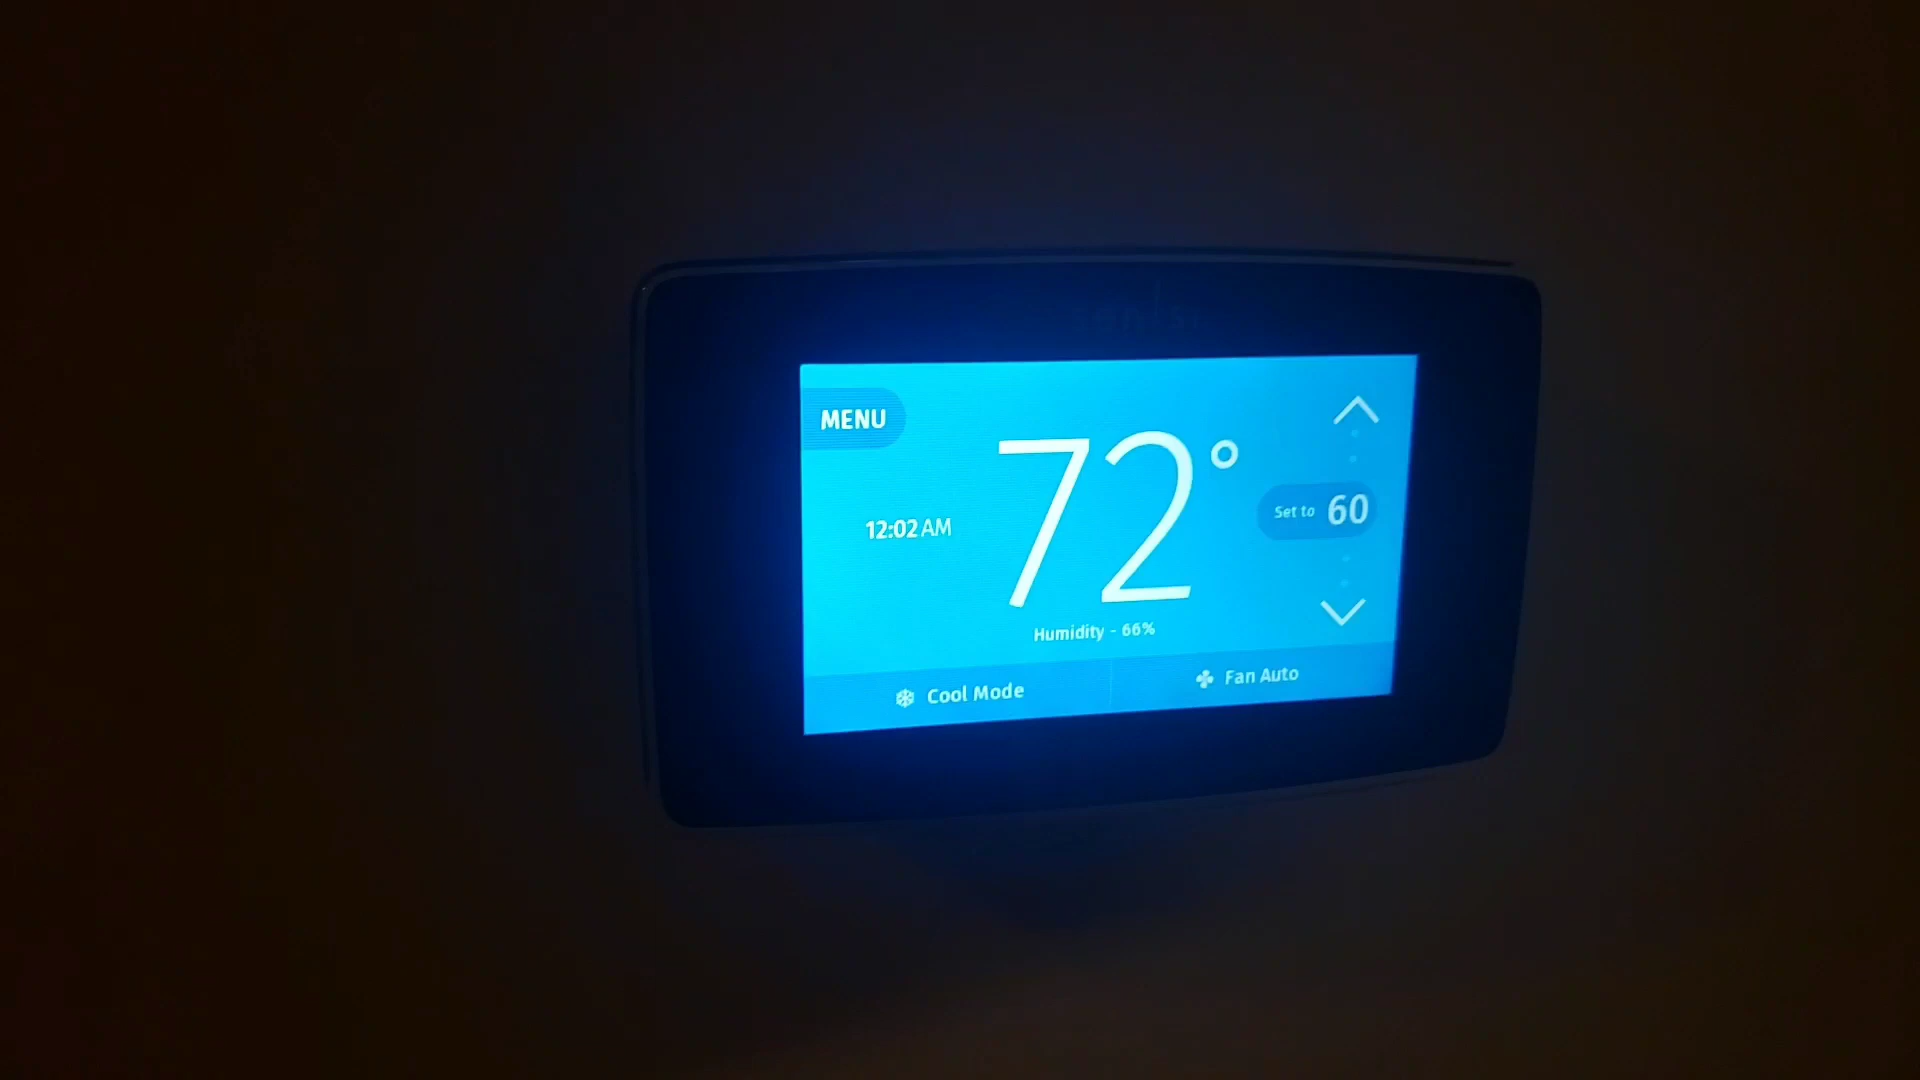 MENU
72°
Set to 60
12:02 AM
Humidity - 66%
Cool Mode
Fan Auto